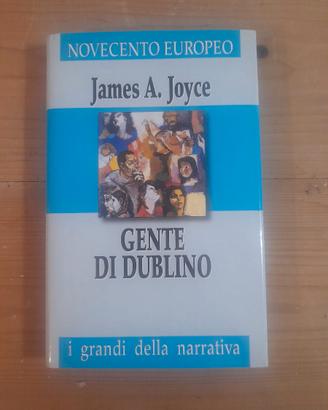 NOVECENTO EUROPEO
James A. Joyce
GENTE
DI DUBLINO
i grandi della narrativa